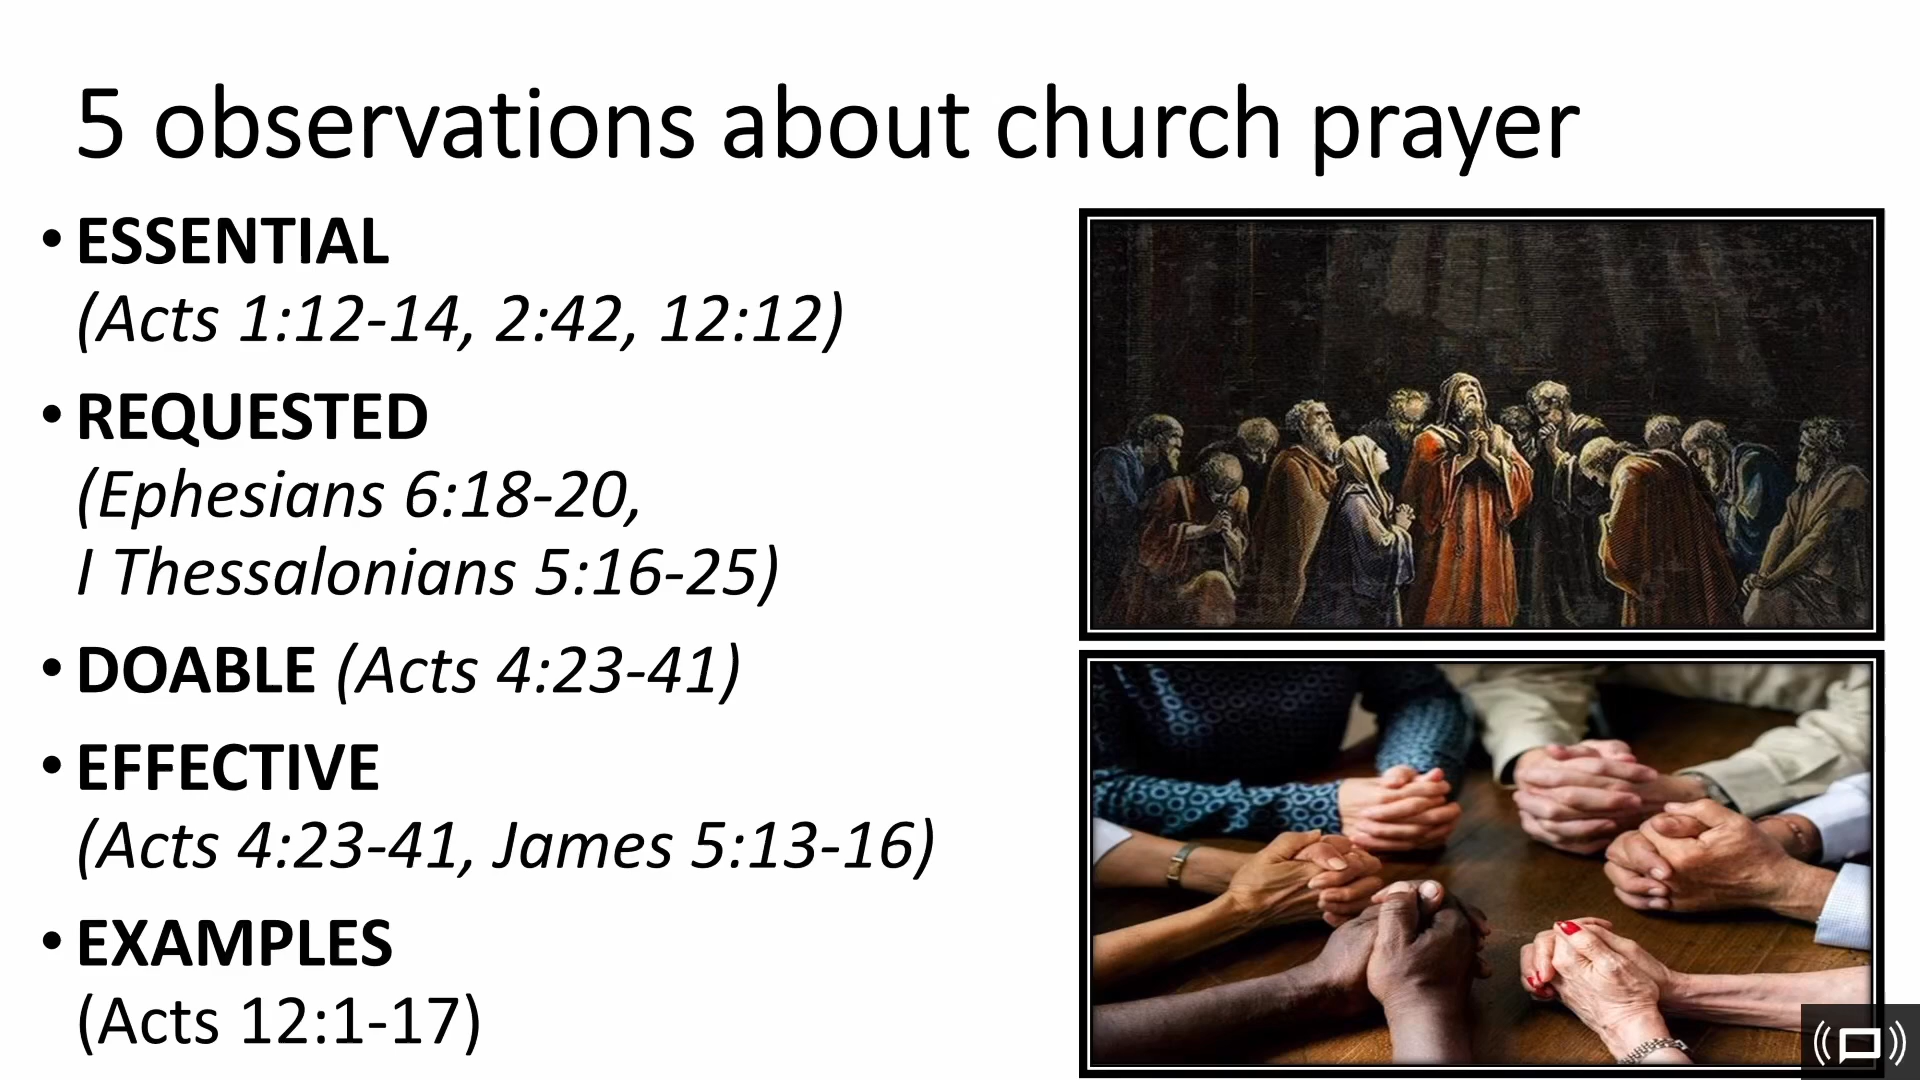 5 observations about church prayer
• ESSENTIAL
(Acts 1:12-14, 2:42, 12:12)
• REQUESTED
(Ephesians 6:18-20,
I Thessalonians 5:16-25)
• DOABLE (Acts 4:23-41)
• EFFECTIVE
(Acts 4:23-41, James 5:13-16)
• EXAMPLES
(Acts 12:1-17)